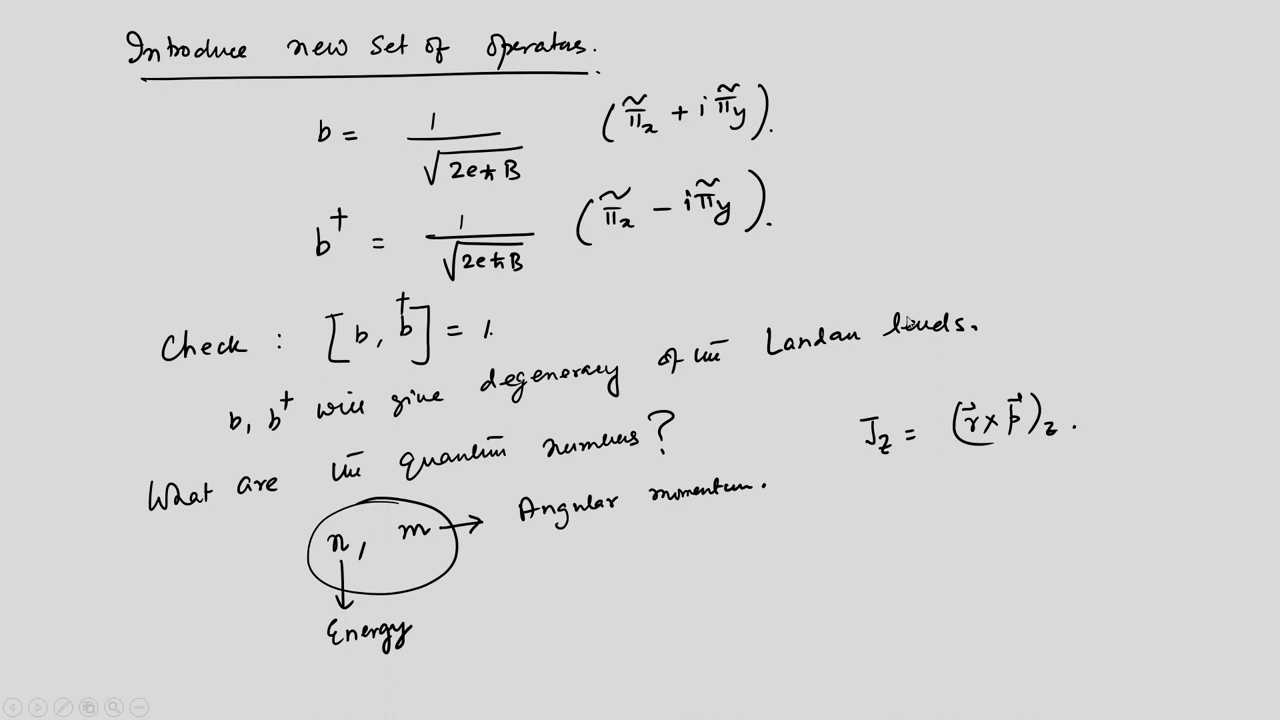 Introduce new set of operators.
b = 1/√(2eħB) (π̃x + iπ̃y).
b† = 1/√(2eħB) (π̃x − iπ̃y).
Check : [b, b†] = 1.
b, b† will give degeneracy of the Landau levels.
What are the quantum numbers?
Jz = (r⃗ × p⃗)z .
n, m → Angular momentum.
↓
Energy